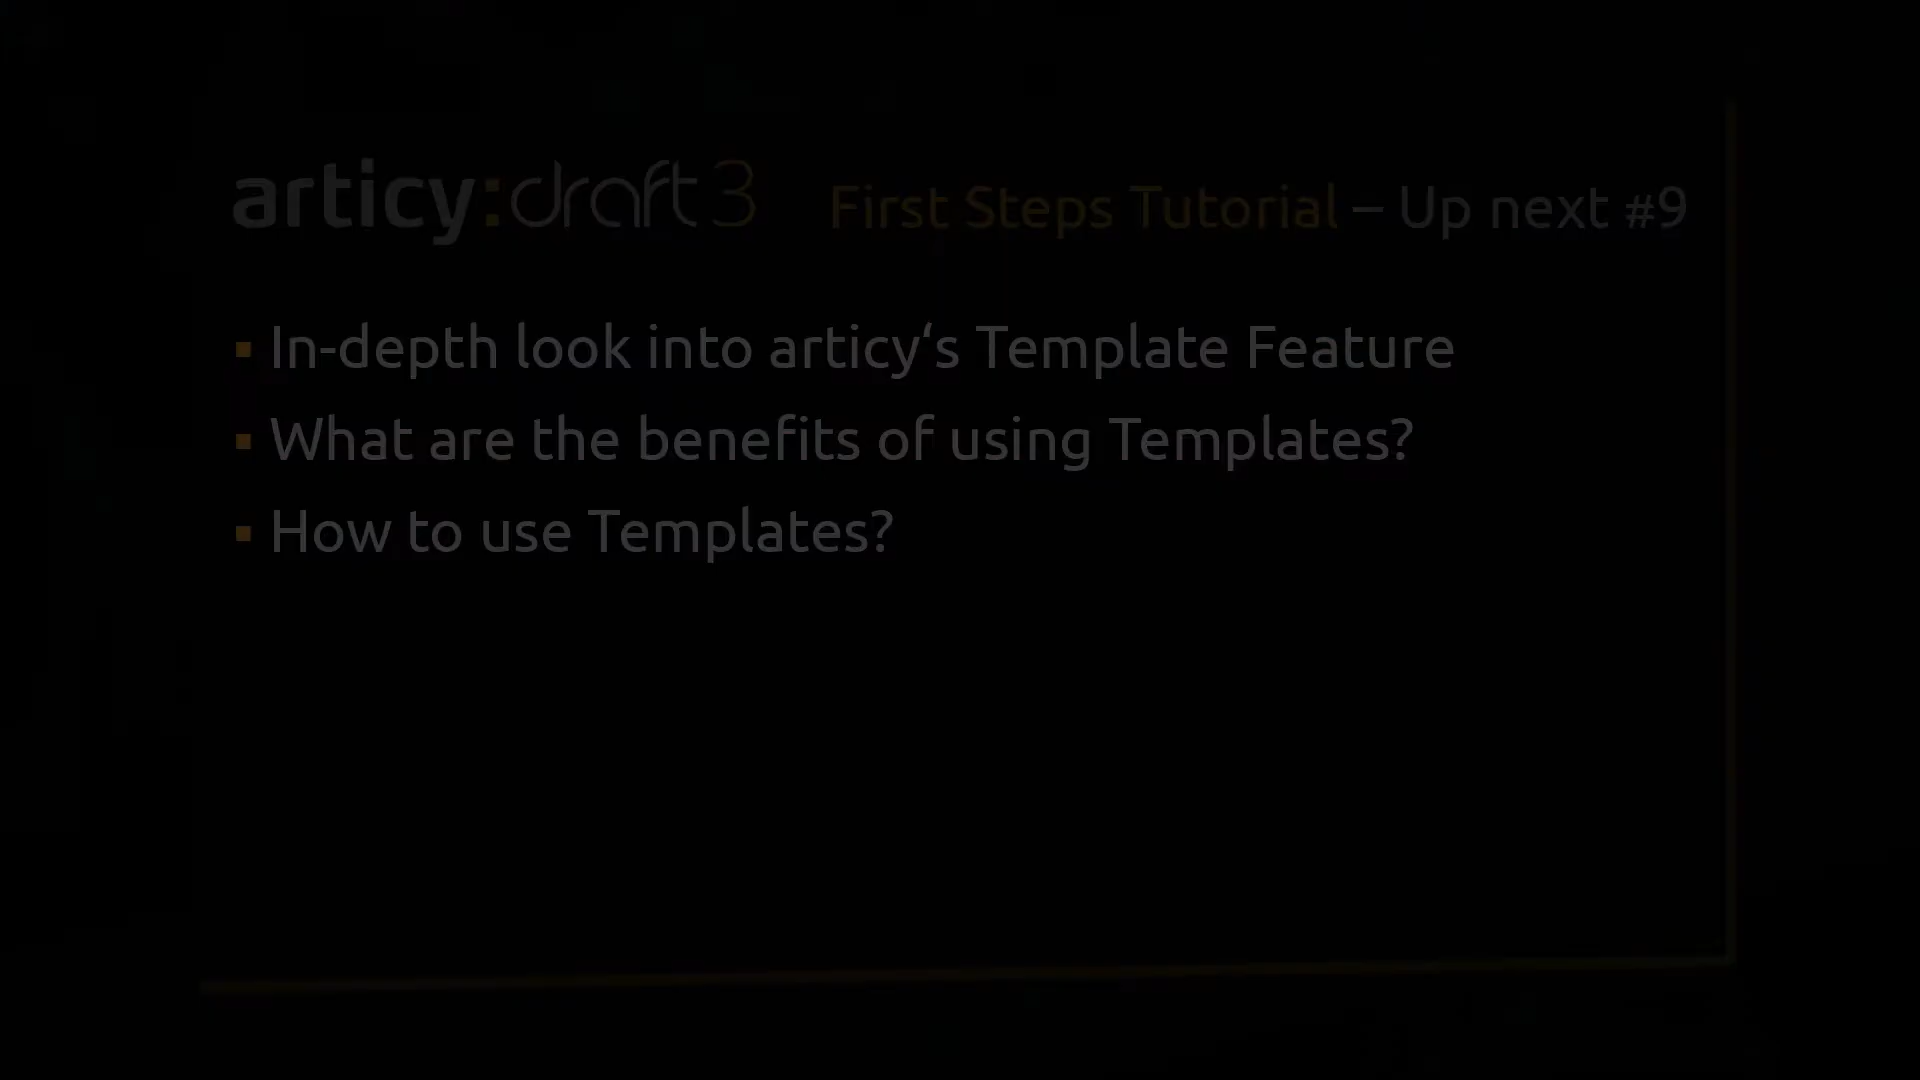 articy:draft 3 First Steps Tutorial – Up next #9
▪ In-depth look into articy‘s Template Feature
▪ What are the benefits of using Templates?
▪ How to use Templates?